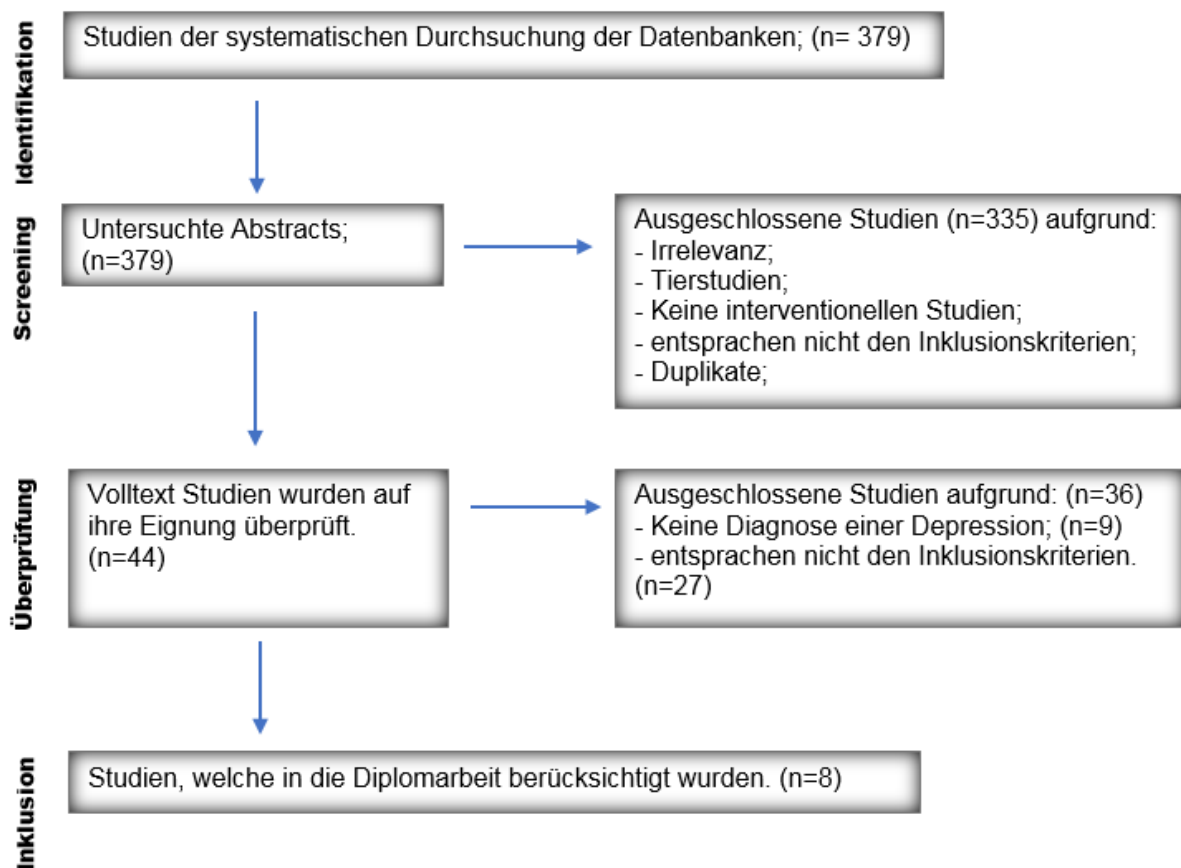 Identifikation
Studien der systematischen Durchsuchung der Datenbanken; (n= 379)
Screening
Untersuchte Abstracts;
(n=379)
Ausgeschlossene Studien (n=335) aufgrund:
- Irrelevanz;
- Tierstudien;
- Keine interventionellen Studien;
- entsprachen nicht den Inklusionskriterien;
- Duplikate;
Überprüfung
Volltext Studien wurden auf
ihre Eignung überprüft.
(n=44)
Ausgeschlossene Studien aufgrund: (n=36)
- Keine Diagnose einer Depression; (n=9)
- entsprachen nicht den Inklusionskriterien.
(n=27)
Inklusion
Studien, welche in die Diplomarbeit berücksichtigt wurden. (n=8)